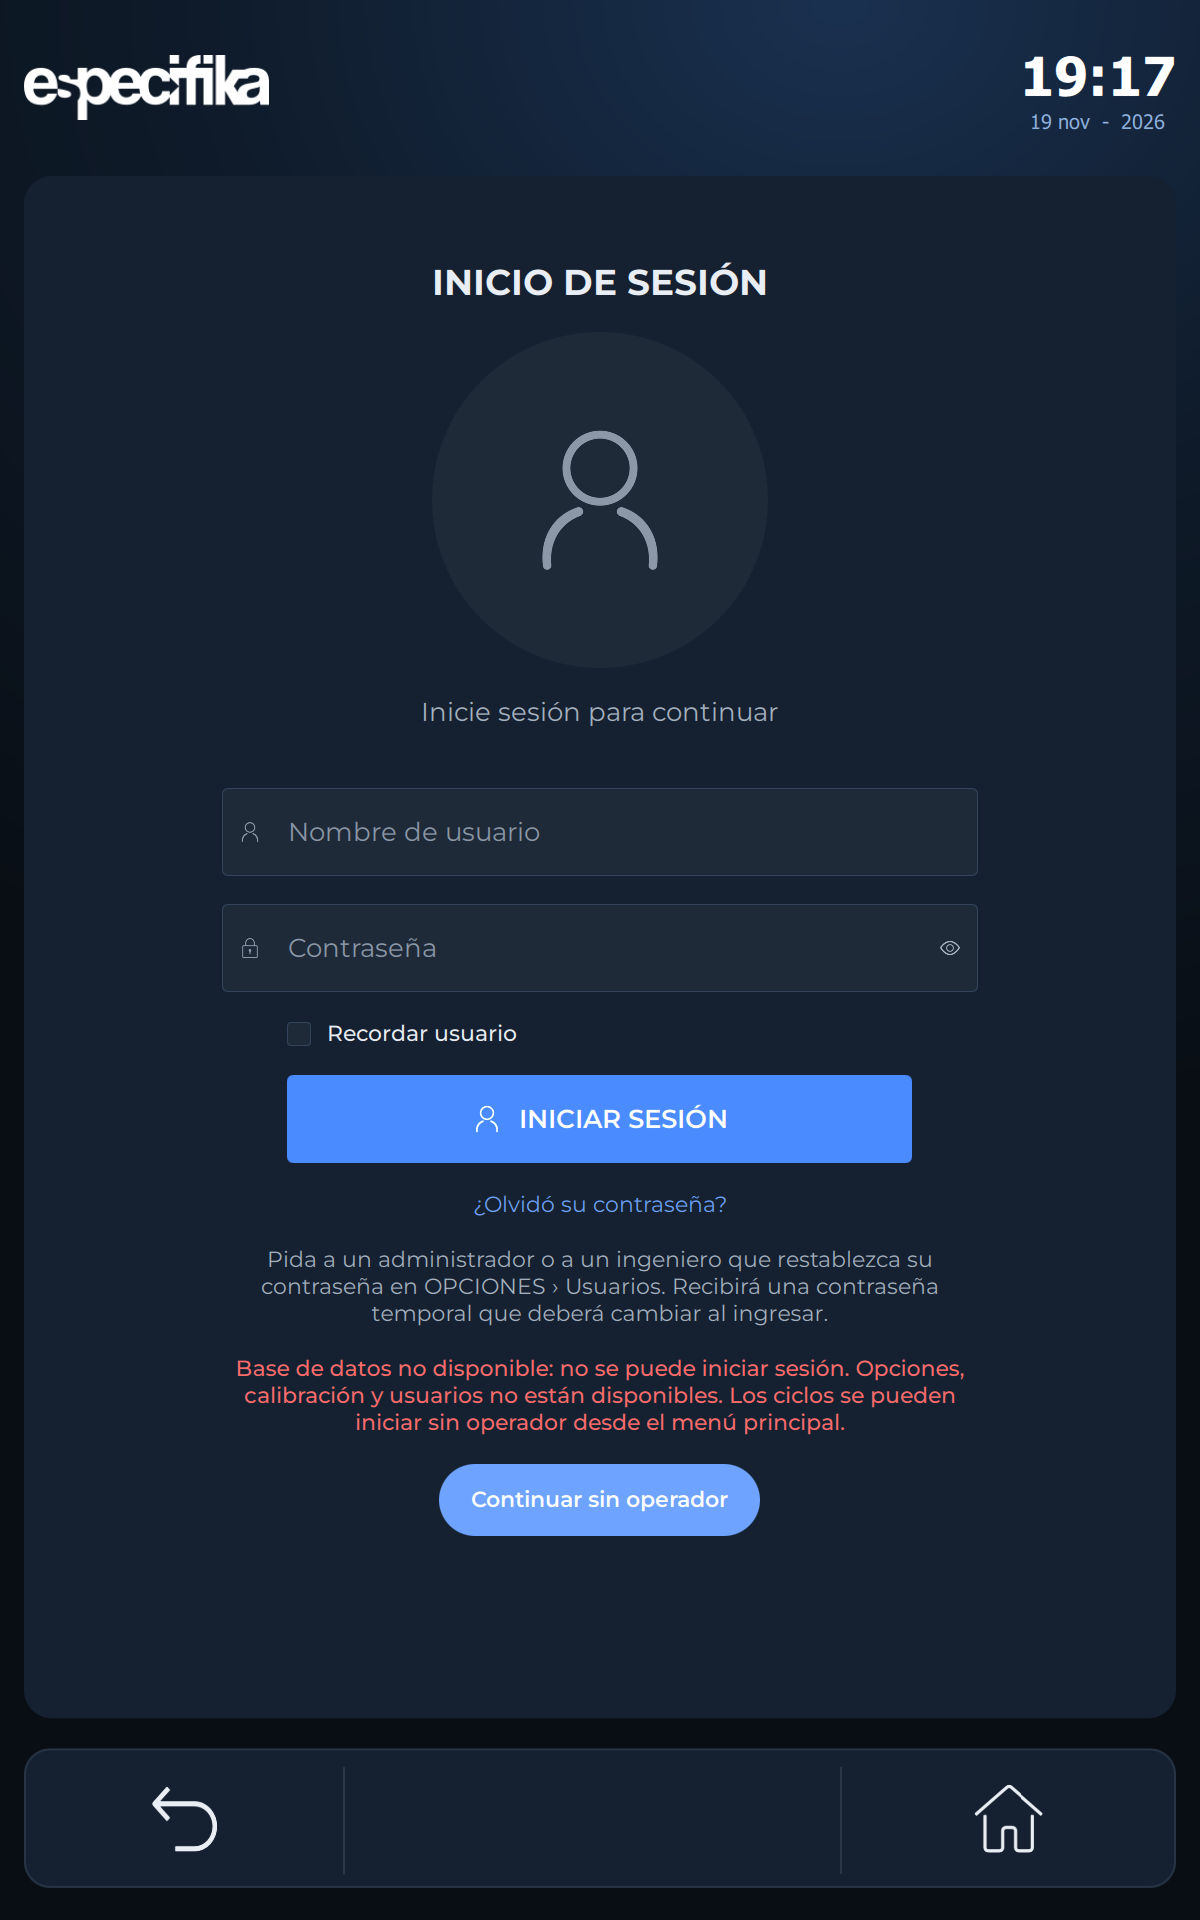 especifika
19:17
19 nov - 2026
INICIO DE SESIÓN
Inicie sesión para continuar
Nombre de usuario
Contraseña
Recordar usuario
INICIAR SESIÓN
¿Olvidó su contraseña?
Pida a un administrador o a un ingeniero que restablezca su
contraseña en OPCIONES › Usuarios. Recibirá una contraseña
temporal que deberá cambiar al ingresar.
Base de datos no disponible: no se puede iniciar sesión. Opciones,
calibración y usuarios no están disponibles. Los ciclos se pueden
iniciar sin operador desde el menú principal.
Continuar sin operador